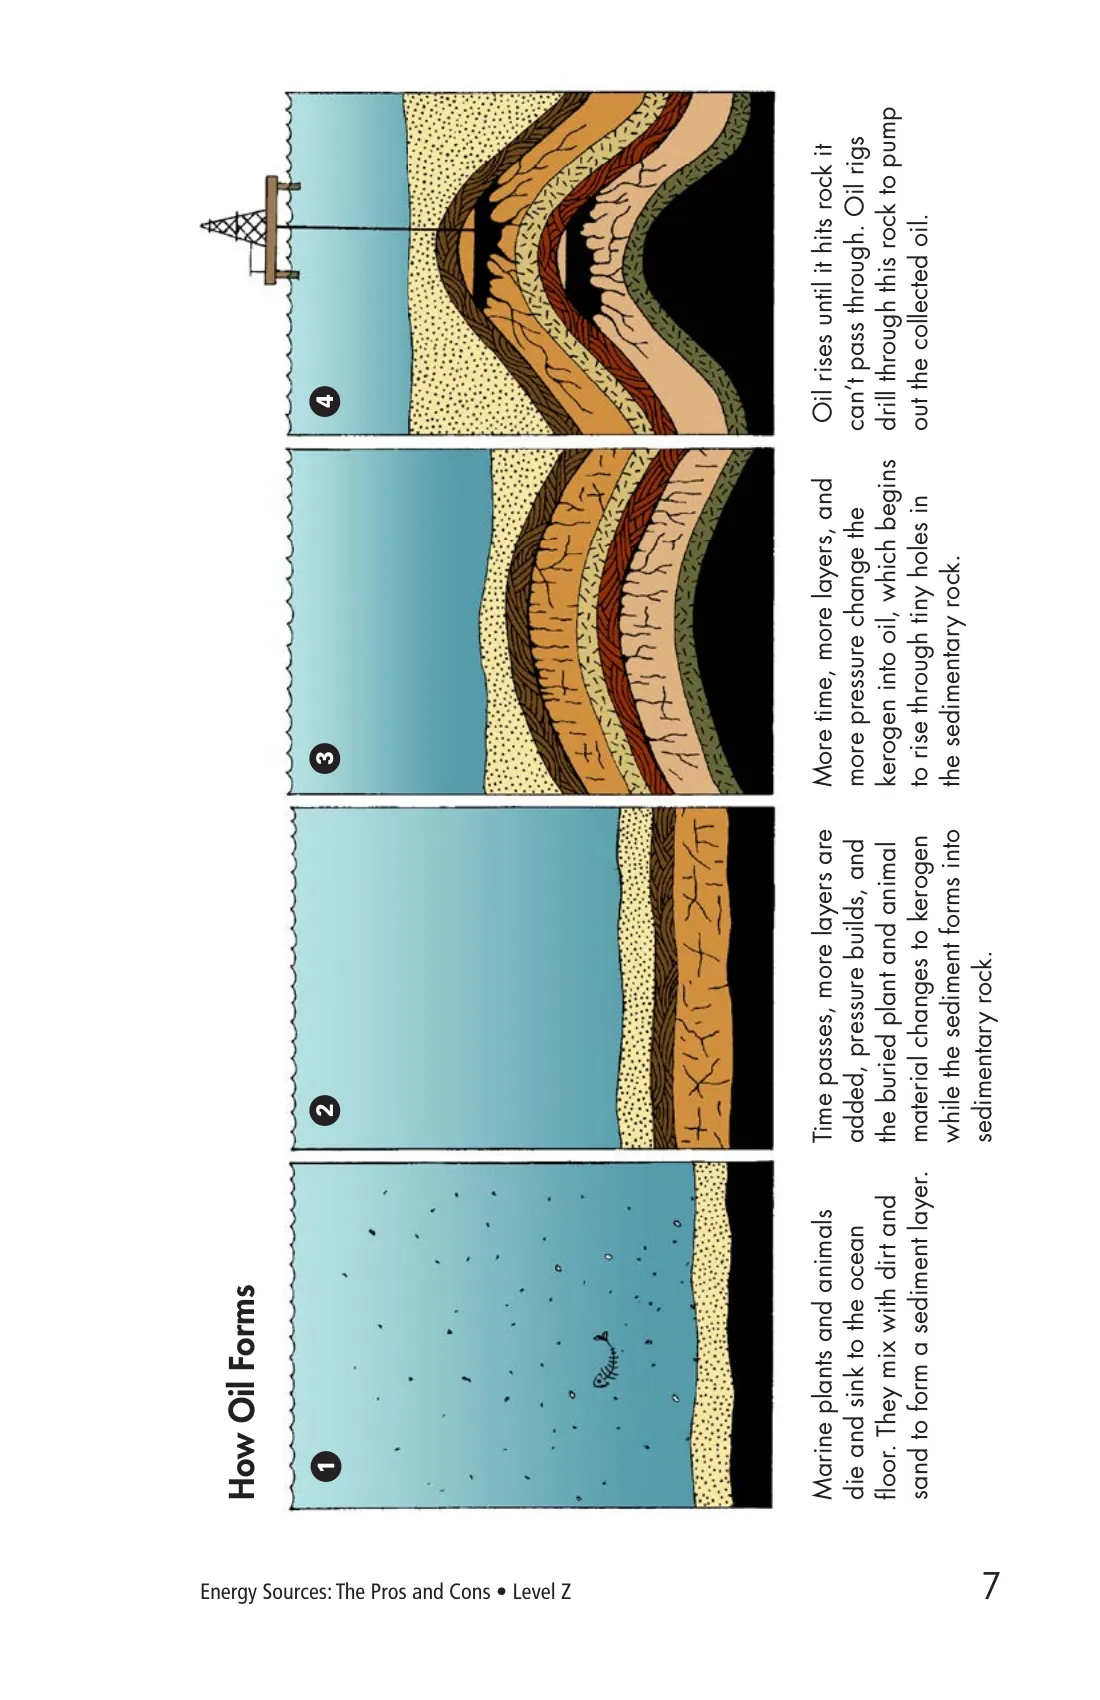 How Oil Forms
1
Marine plants and animals
die and sink to the ocean
floor. They mix with dirt and
sand to form a sediment layer.
2
Time passes, more layers are
added, pressure builds, and
the buried plant and animal
material changes to kerogen
while the sediment forms into
sedimentary rock.
3
More time, more layers, and
more pressure change the
kerogen into oil, which begins
to rise through tiny holes in
the sedimentary rock.
4
Oil rises until it hits rock it
can’t pass through. Oil rigs
drill through this rock to pump
out the collected oil.
Energy Sources: The Pros and Cons • Level Z
7